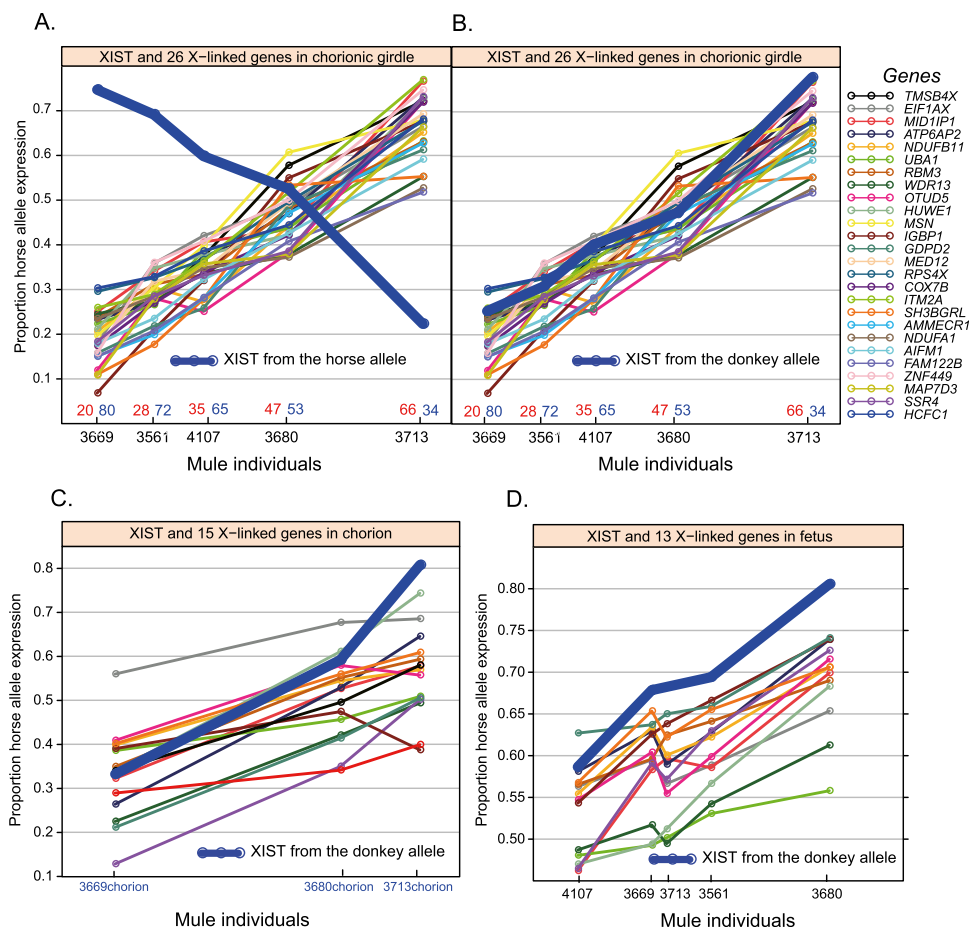 A.
XIST and 26 X−linked genes in chorionic girdle
Proportion horse allele expression
0.7
0.6
0.5
0.4
0.3
0.2
0.1
XIST from the horse allele
20 80 28 72 35 65 47 53 66 34
3669 3561 4107 3680 3713
Mule individuals
B.
XIST and 26 X−linked genes in chorionic girdle
XIST from the donkey allele
20 80 28 72 35 65 47 53 66 34
3669 3561 4107 3680 3713
Mule individuals
Genes
TMSB4X
EIF1AX
MID1IP1
ATP6AP2
NDUFB11
UBA1
RBM3
WDR13
OTUD5
HUWE1
MSN
IGBP1
GDPD2
MED12
RPS4X
COX7B
ITM2A
SH3BGRL
AMMECR1
NDUFA1
AIFM1
FAM122B
ZNF449
MAP7D3
SSR4
HCFC1
C.
XIST and 15 X−linked genes in chorion
Proportion horse allele expression
0.8
0.7
0.6
0.5
0.4
0.3
0.2
0.1
XIST from the donkey allele
3669chorion 3680chorion 3713chorion
Mule individuals
D.
XIST and 13 X−linked genes in fetus
Proportion horse allele expression
0.80
0.75
0.70
0.65
0.60
0.55
0.50
XIST from the donkey allele
4107 3669 3713 3561 3680
Mule individuals